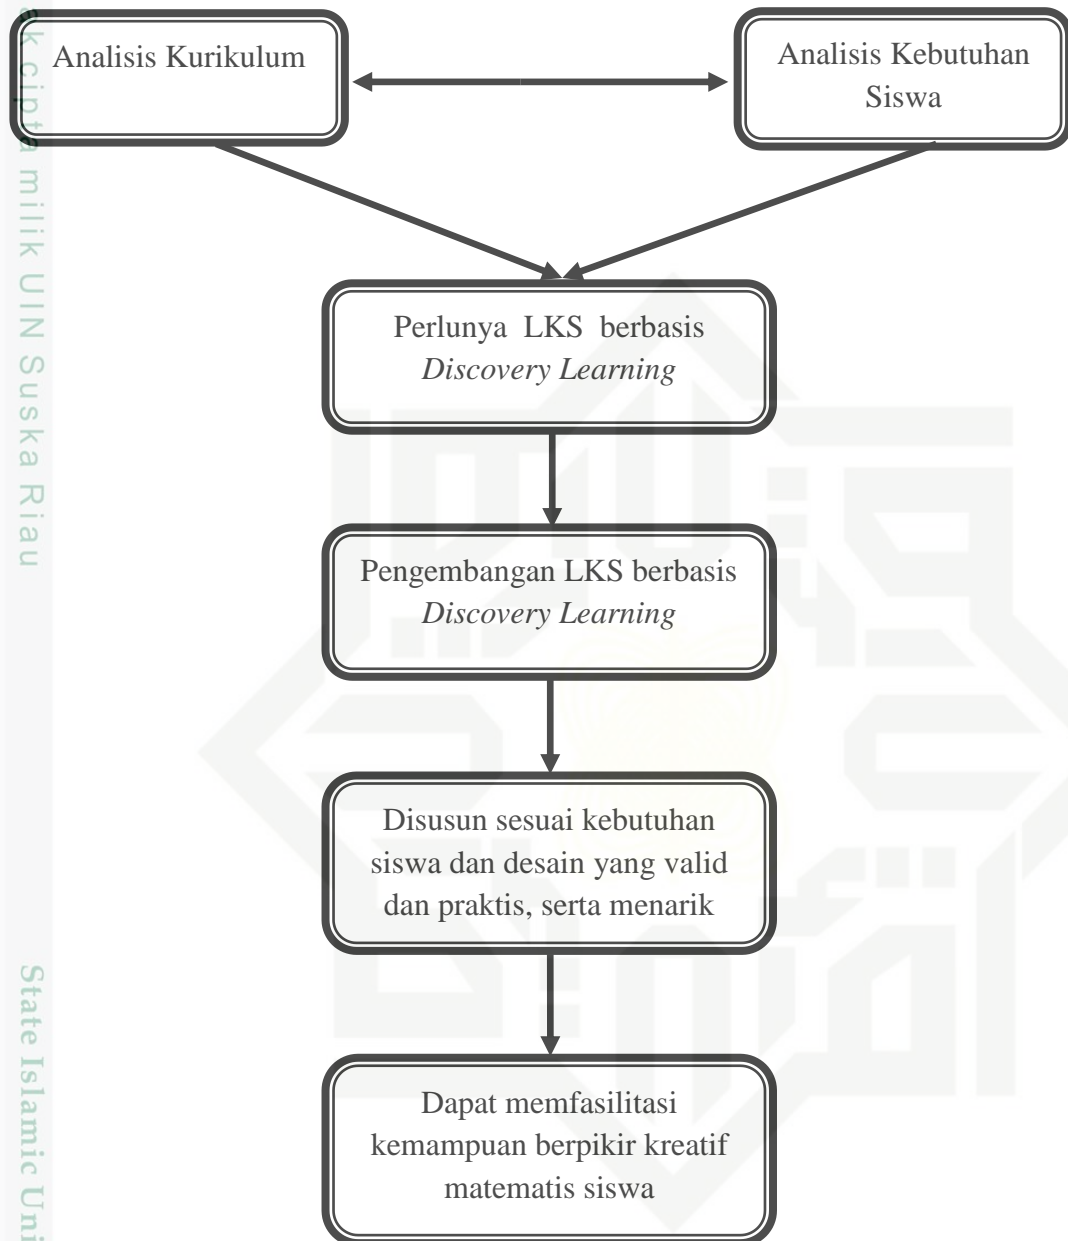 Analisis Kurikulum
Analisis Kebutuhan
Siswa
Perlunya LKS berbasis
Discovery Learning
Pengembangan LKS berbasis
Discovery Learning
Disusun sesuai kebutuhan
siswa dan desain yang valid
dan praktis, serta menarik
Dapat memfasilitasi
kemampuan berpikir kreatif
matematis siswa
cipta milik UIN Suska Riau
State Islamic